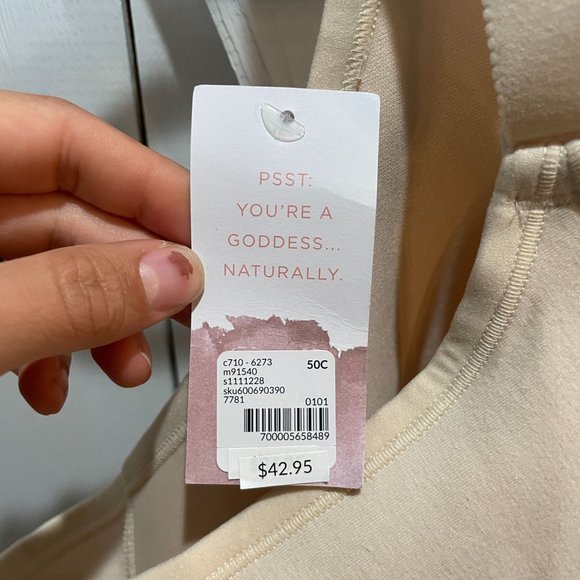 PSST:
YOU'RE A
GODDESS...
NATURALLY.
c710 - 6273 50C
m91540
s1111228
sku600690390
7781 0101
700005658489
$42.95